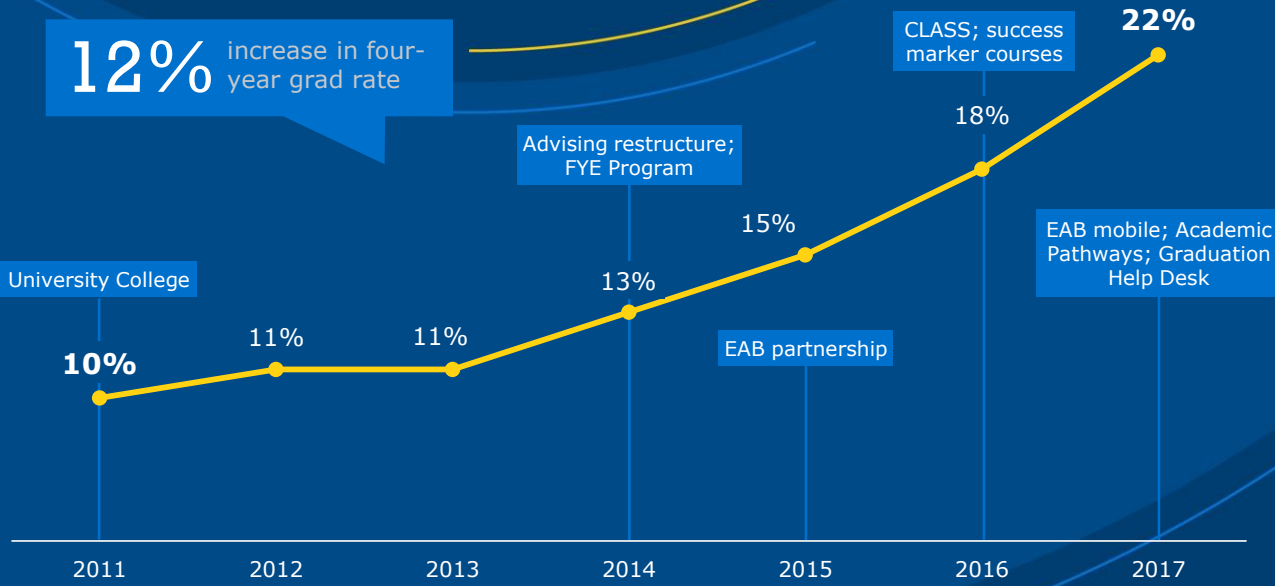 12%
increase in four-
year grad rate
CLASS; success
marker courses
22%
18%
Advising restructure;
FYE Program
15%
EAB mobile; Academic
Pathways; Graduation
Help Desk
University College
13%
11%
11%
EAB partnership
10%
2011
2012
2013
2014
2015
2016
2017